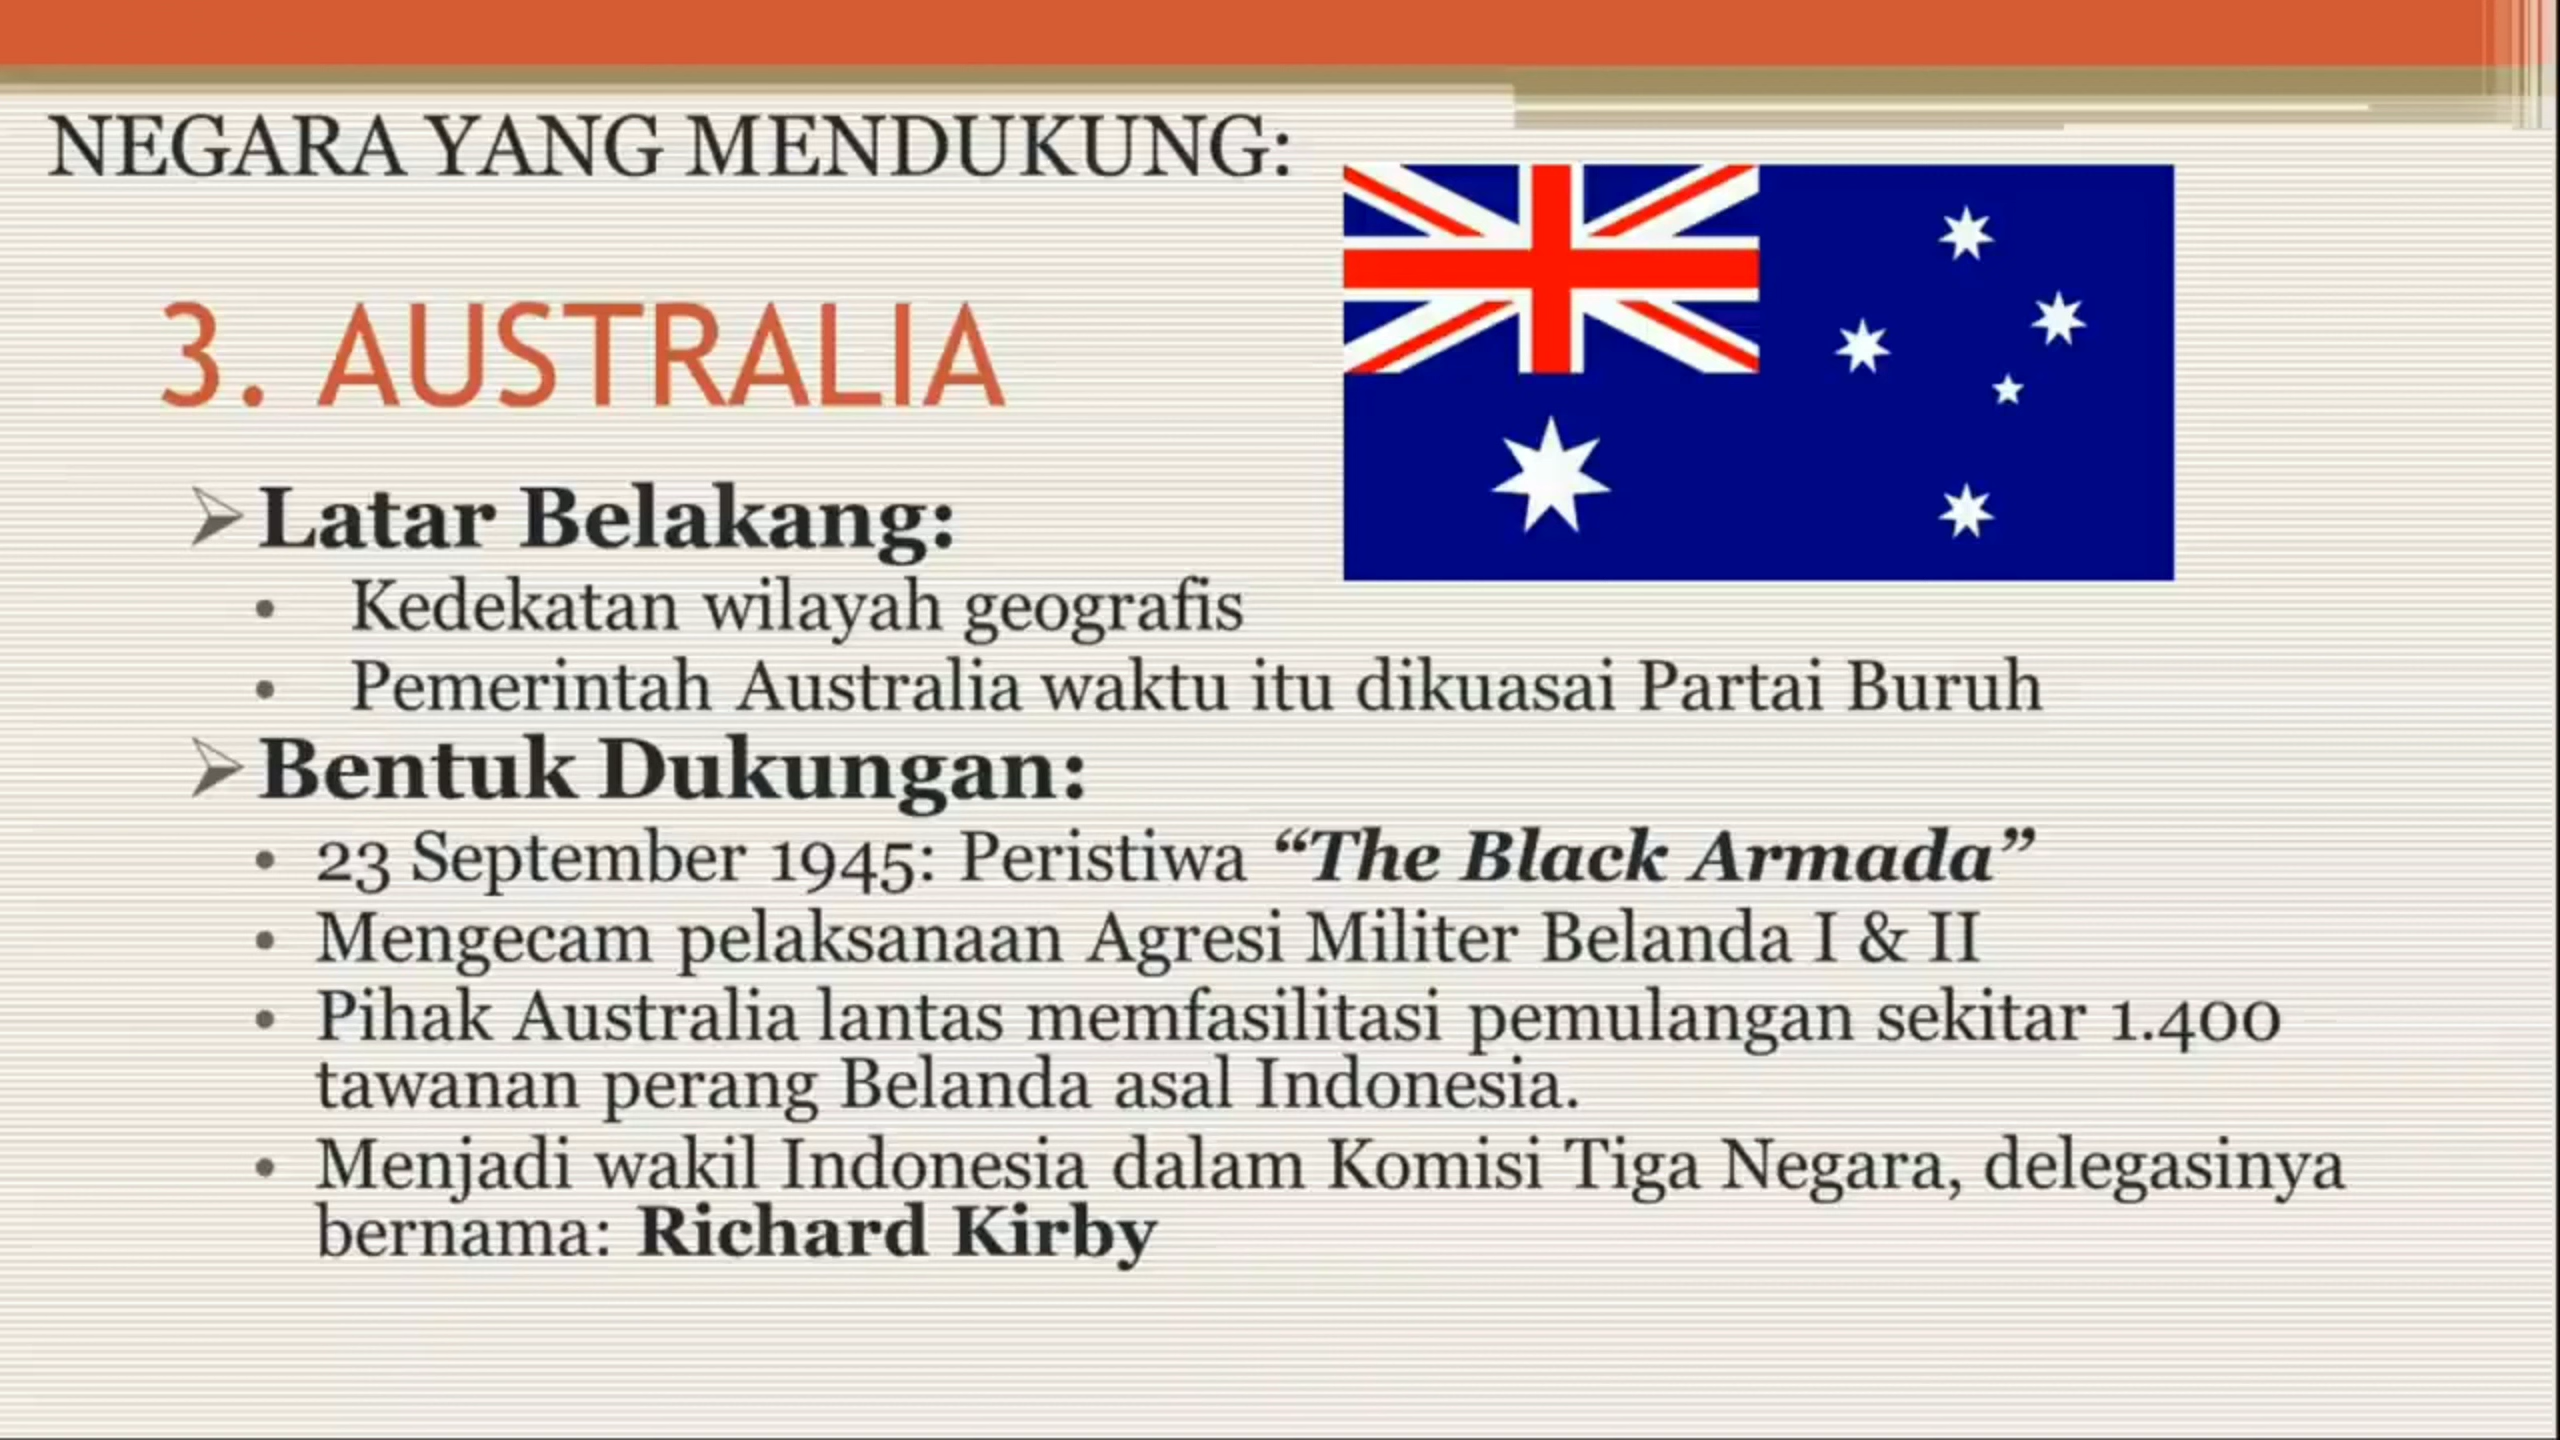 NEGARA YANG MENDUKUNG:
3. AUSTRALIA
➢ Latar Belakang:
• Kedekatan wilayah geografis
• Pemerintah Australia waktu itu dikuasai Partai Buruh
➢ Bentuk Dukungan:
• 23 September 1945: Peristiwa “The Black Armada”
• Mengecam pelaksanaan Agresi Militer Belanda I & II
• Pihak Australia lantas memfasilitasi pemulangan sekitar 1.400
tawanan perang Belanda asal Indonesia.
• Menjadi wakil Indonesia dalam Komisi Tiga Negara, delegasinya
bernama: Richard Kirby